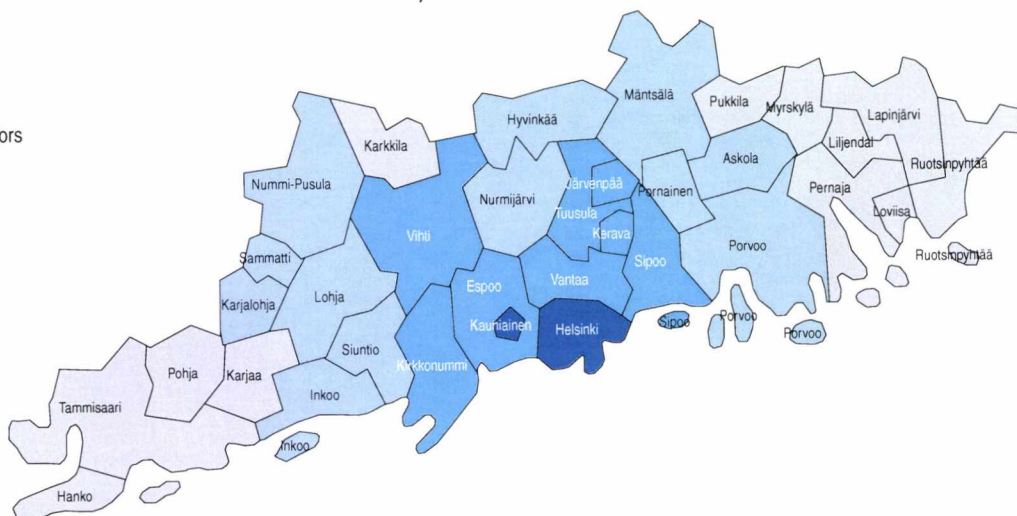 ors
Mäntsälä
Pukkila
Myrskylä
Lapinjärvi
Hyvinkää
Karkkila
Liljendal
Askola
Ruotsinpyhtää
Nummi-Pusula
Järvenpää
Pornainen
Pernaja
Nurmijärvi
Tuusula
Loviisa
Kerava
Vihti
Porvoo
Sammatti
Sipoo
Ruotsinpyhtää
Vantaa
Espoo
Karjalohja
Lohja
Kauniainen
Helsinki
Sipoo
Porvoo
Porvoo
Siuntio
Kirkkonummi
Pohja
Karjaa
Inkoo
Tammisaari
Inkoo
Hanko